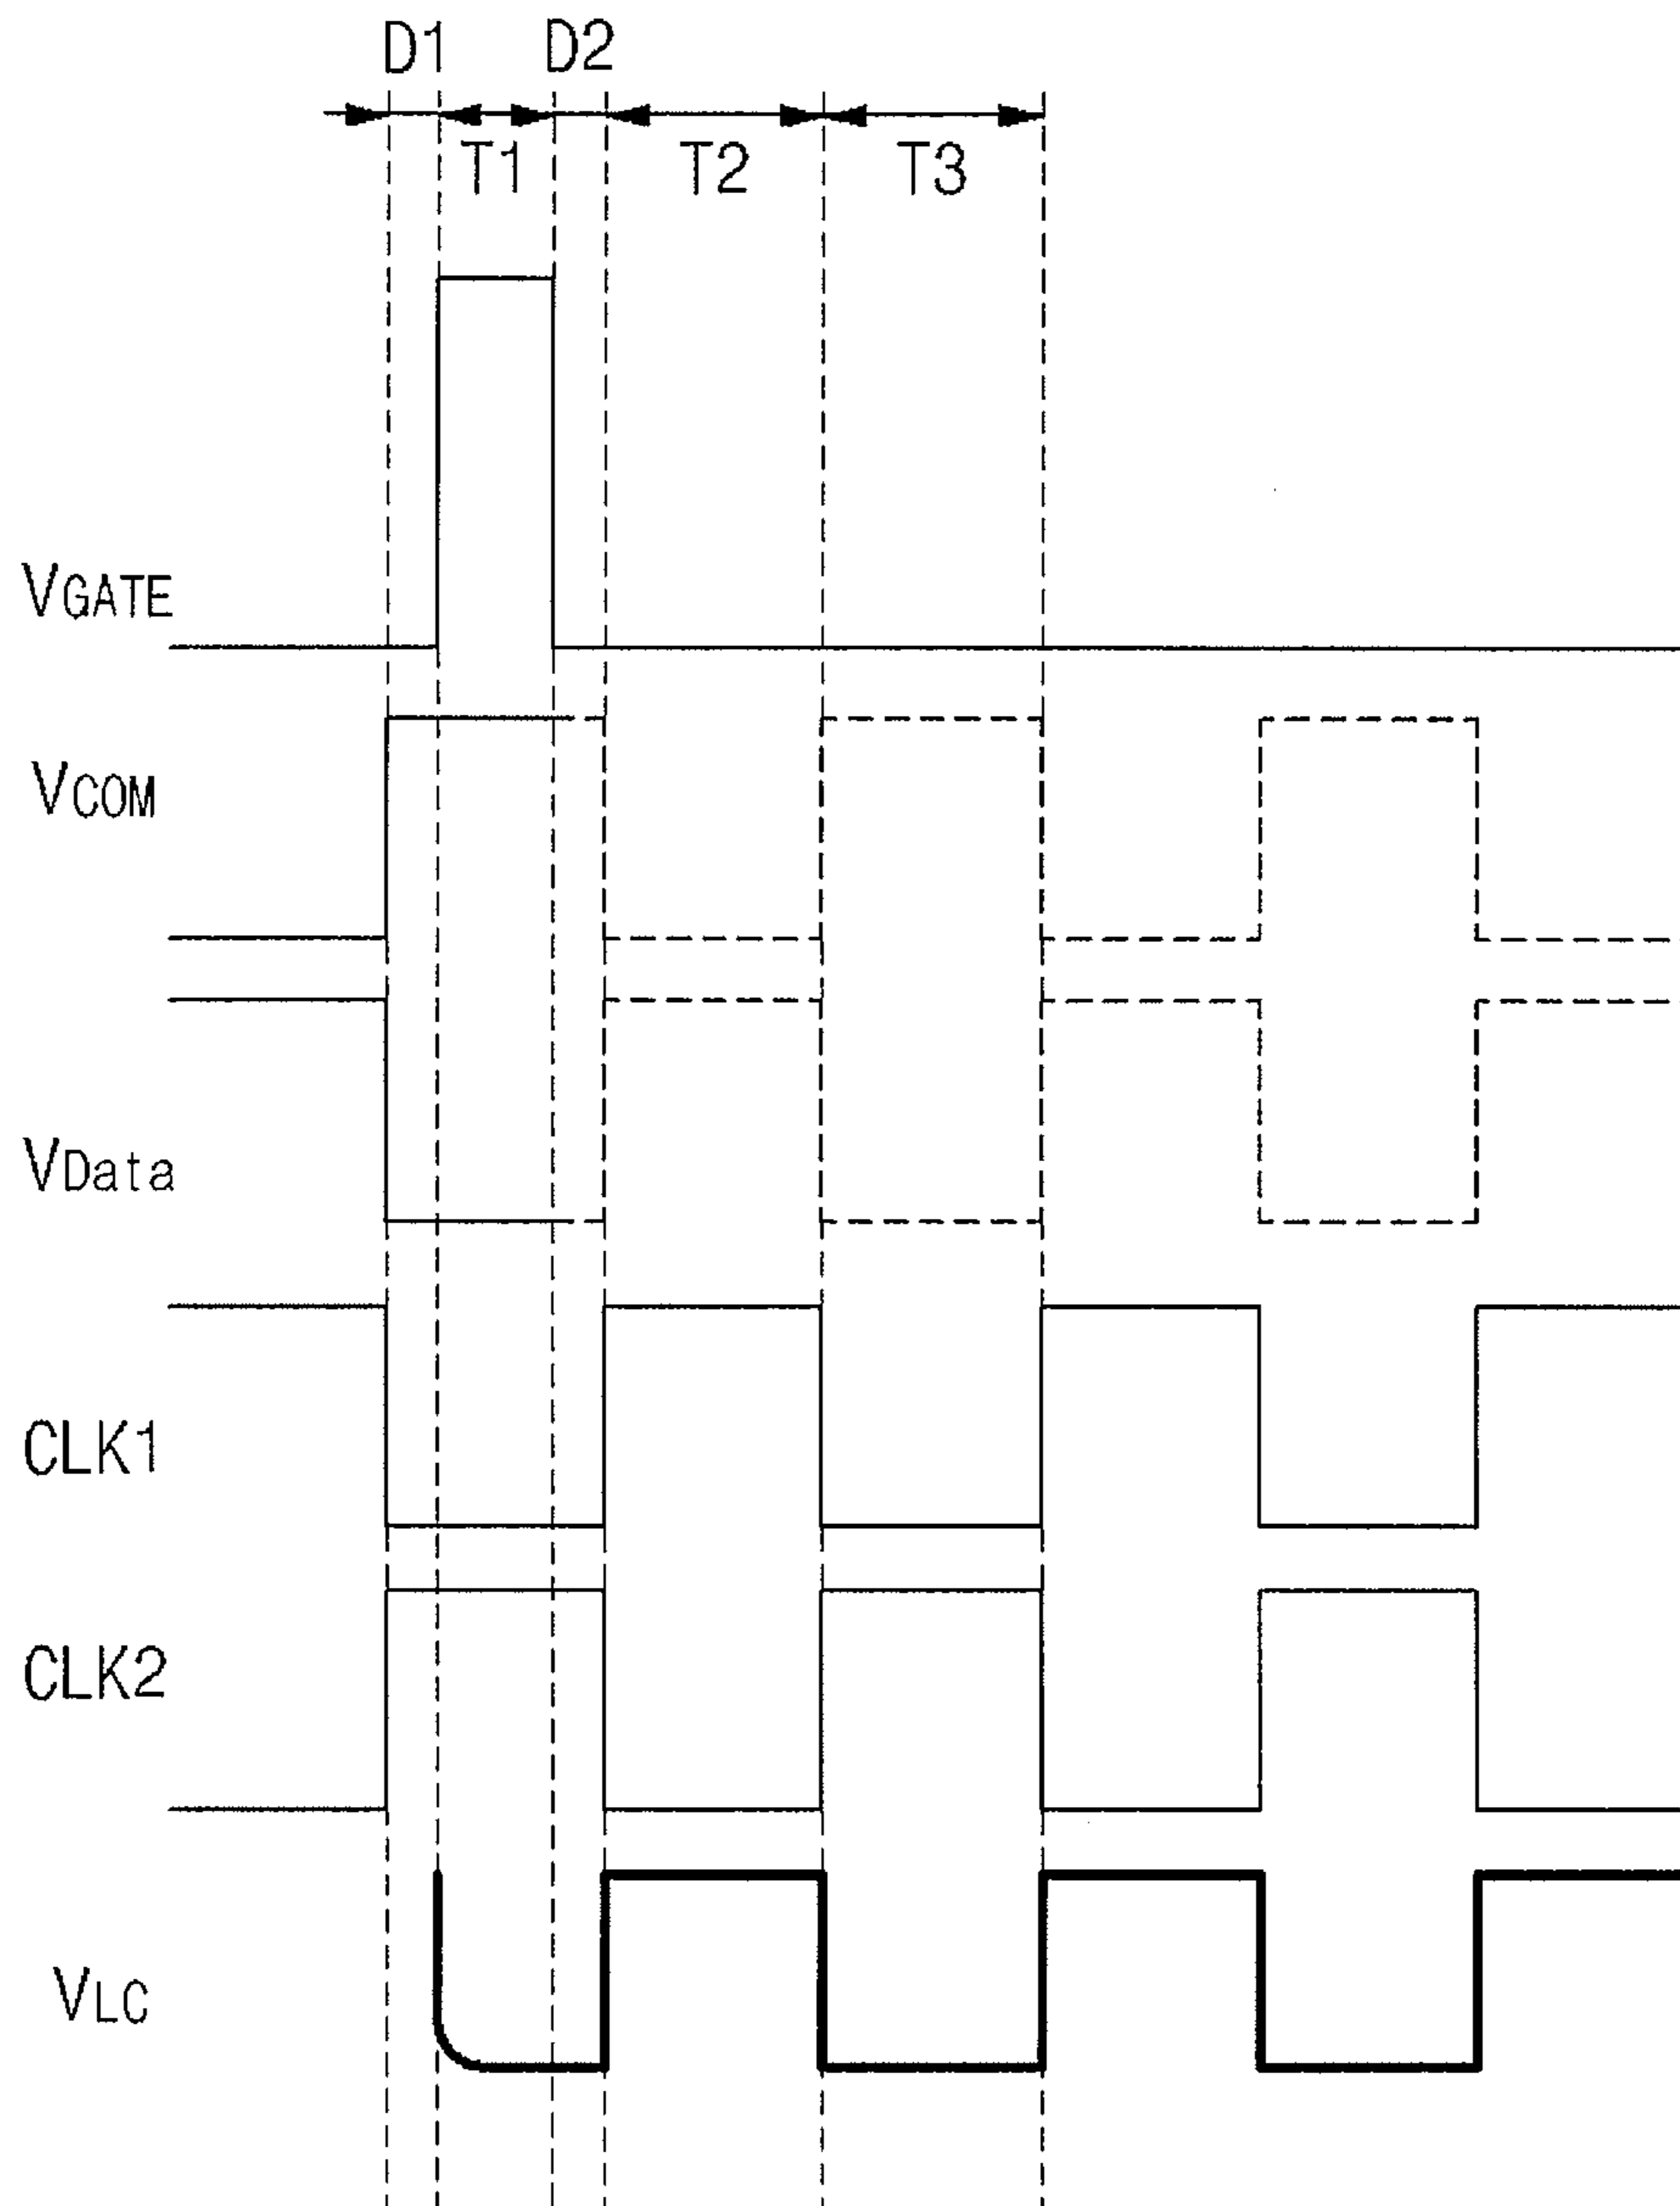 D1 D2
T1 T2 T3
VGATE
VCOM
VData
CLK1
CLK2
VLC